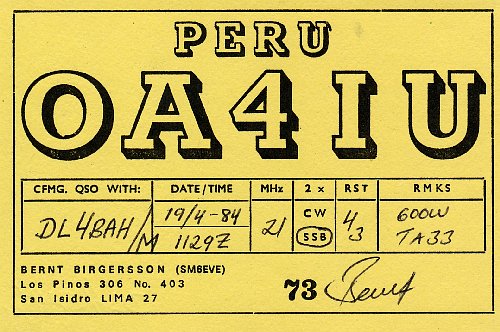 PERU
OA4IU
CFMG. QSO WITH: DATE/TIME MHz 2 x RST RMKS
DL4BAH/M 19/4-84 21 CW 4/3 600W
1129Z SSB TA33
BERNT BIRGERSSON (SM6EVE)
Los Pinos 306 No. 403
San Isidro LIMA 27
73 Bernt